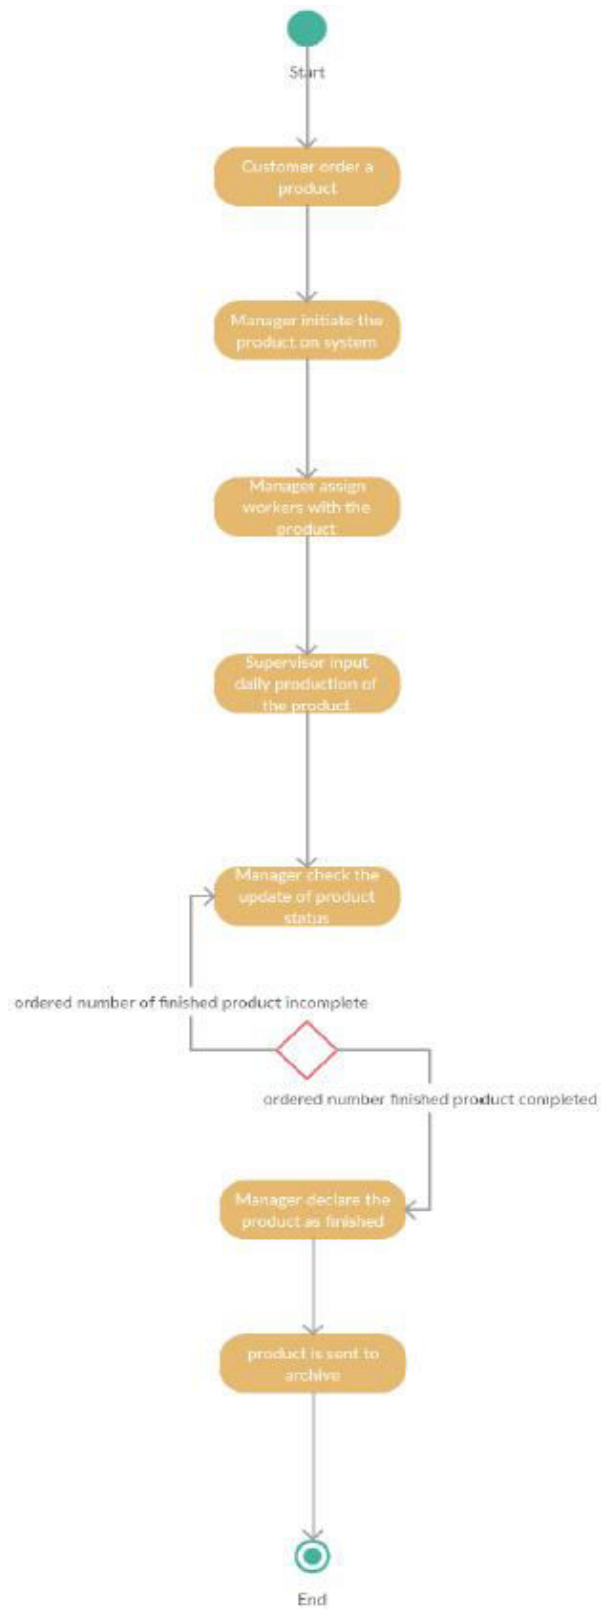 Start
Customer order a
product
Manager initiate the
product on system
Manager assign
workers with the
product
Supervisor input
daily production of
the product
Manager check the
update of product
status
ordered number of finished product incomplete
ordered number finished product completed
Manager declare the
product as finished
product is sent to
archive
End